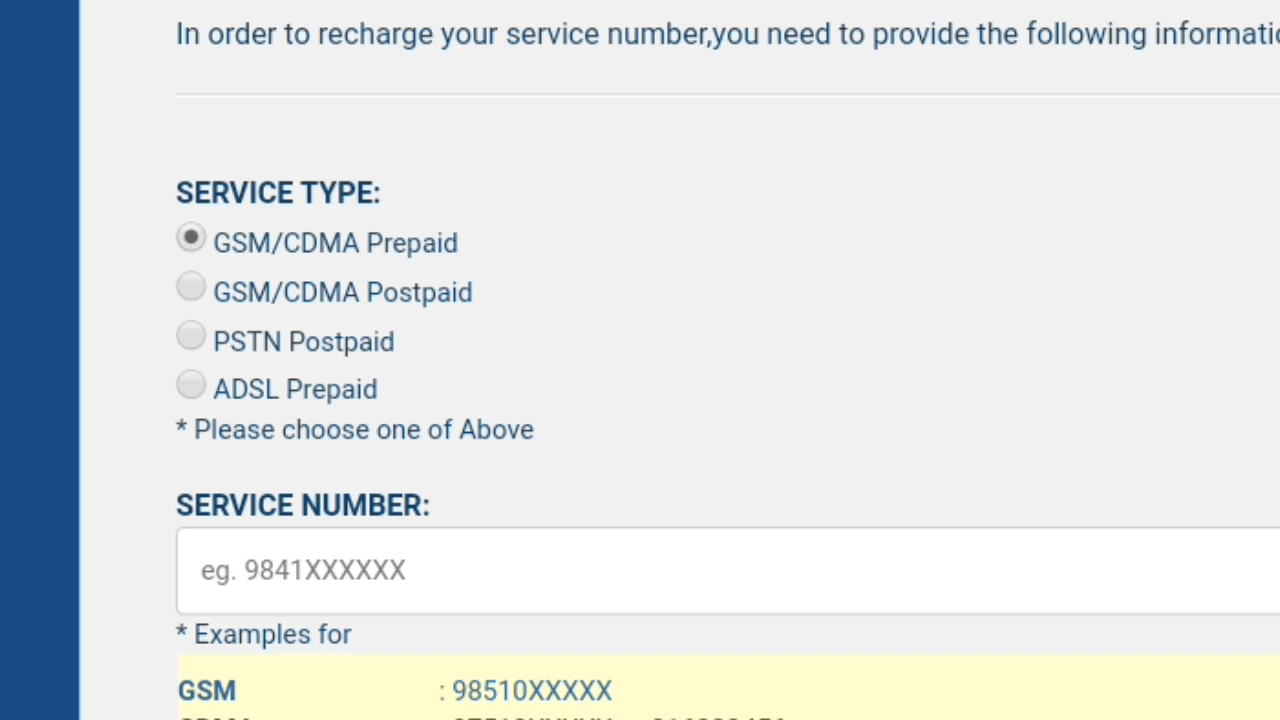 In order to recharge your service number,you need to provide the following
SERVICE TYPE:
GSM/CDMA Prepaid
GSM/CDMA Postpaid
PSTN Postpaid
ADSL Prepaid
* Please choose one of Above
SERVICE NUMBER:
eg. 9841XXXXXX
* Examples for
GSM : 98510XXXXX